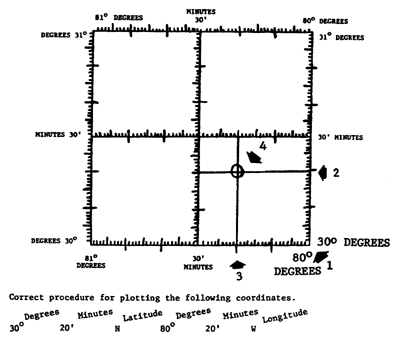 81° DEGREES MINUTES 30' 80° DEGREES
DEGREES 31° 31° DEGREES
MINUTES 30' 30' MINUTES
4
2
DEGREES 30° 30° DEGREES
81° DEGREES 30' MINUTES 80° DEGREES
3 1
Correct procedure for plotting the following coordinates.
Degrees Minutes Latitude Degrees Minutes Longitude
30° 20' N 80° 20' W